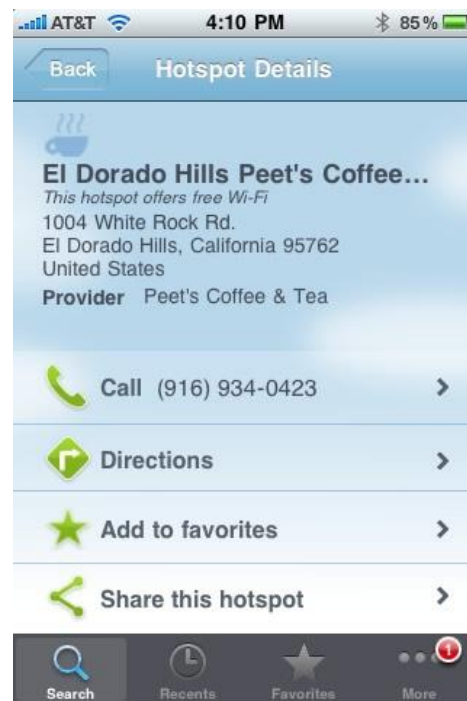 AT&T 4:10 PM 85%
Back Hotspot Details
El Dorado Hills Peet's Coffee...
This hotspot offers free Wi-Fi
1004 White Rock Rd.
El Dorado Hills, California 95762
United States
Provider Peet's Coffee & Tea
Call (916) 934-0423
Directions
Add to favorites
Share this hotspot
1
Search Recents Favorites More